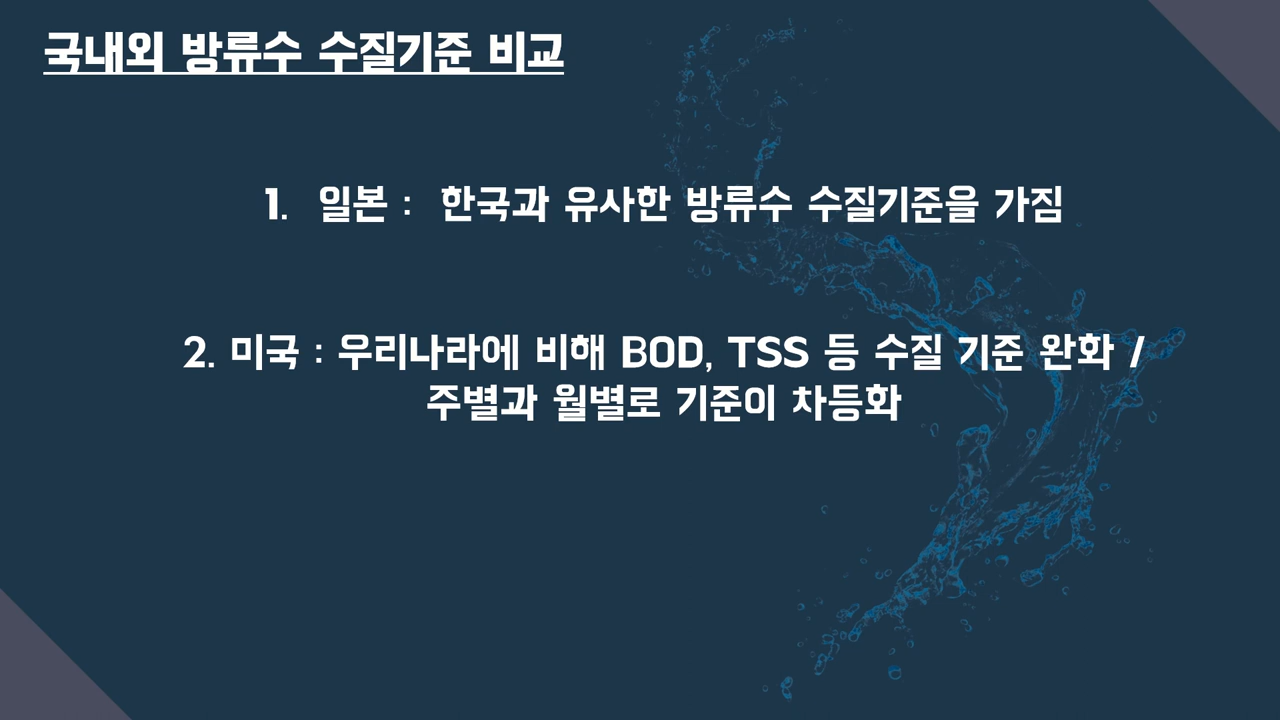 국내외 방류수 수질기준 비교
1. 일본 : 한국과 유사한 방류수 수질기준을 가짐
2. 미국 : 우리나라에 비해 BOD, TSS 등 수질 기준 완화 /
주별과 월별로 기준이 차등화